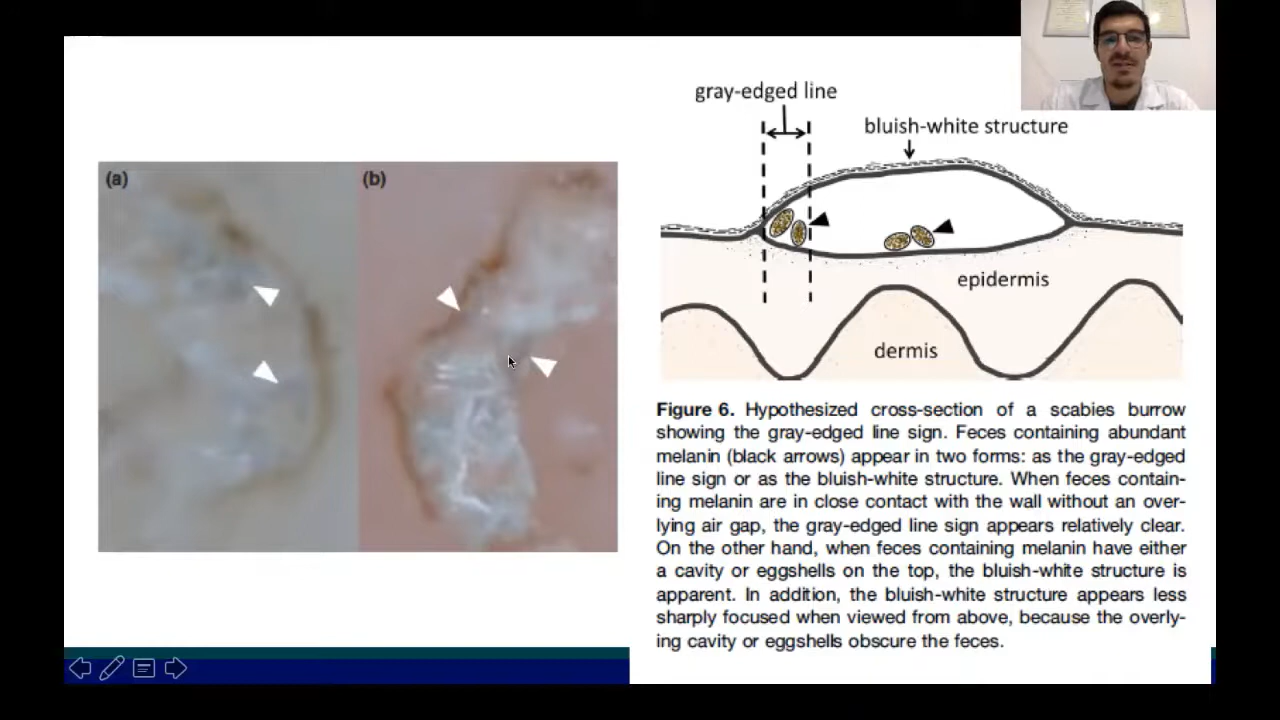 (a)
(b)
gray-edged line
bluish-white structure
epidermis
dermis
Figure 6. Hypothesized cross-section of a scabies burrow
showing the gray-edged line sign. Feces containing abundant
melanin (black arrows) appear in two forms: as the gray-edged
line sign or as the bluish-white structure. When feces contain-
ing melanin are in close contact with the wall without an over-
lying air gap, the gray-edged line sign appears relatively clear.
On the other hand, when feces containing melanin have either
a cavity or eggshells on the top, the bluish-white structure is
apparent. In addition, the bluish-white structure appears less
sharply focused when viewed from above, because the overly-
ing cavity or eggshells obscure the feces.